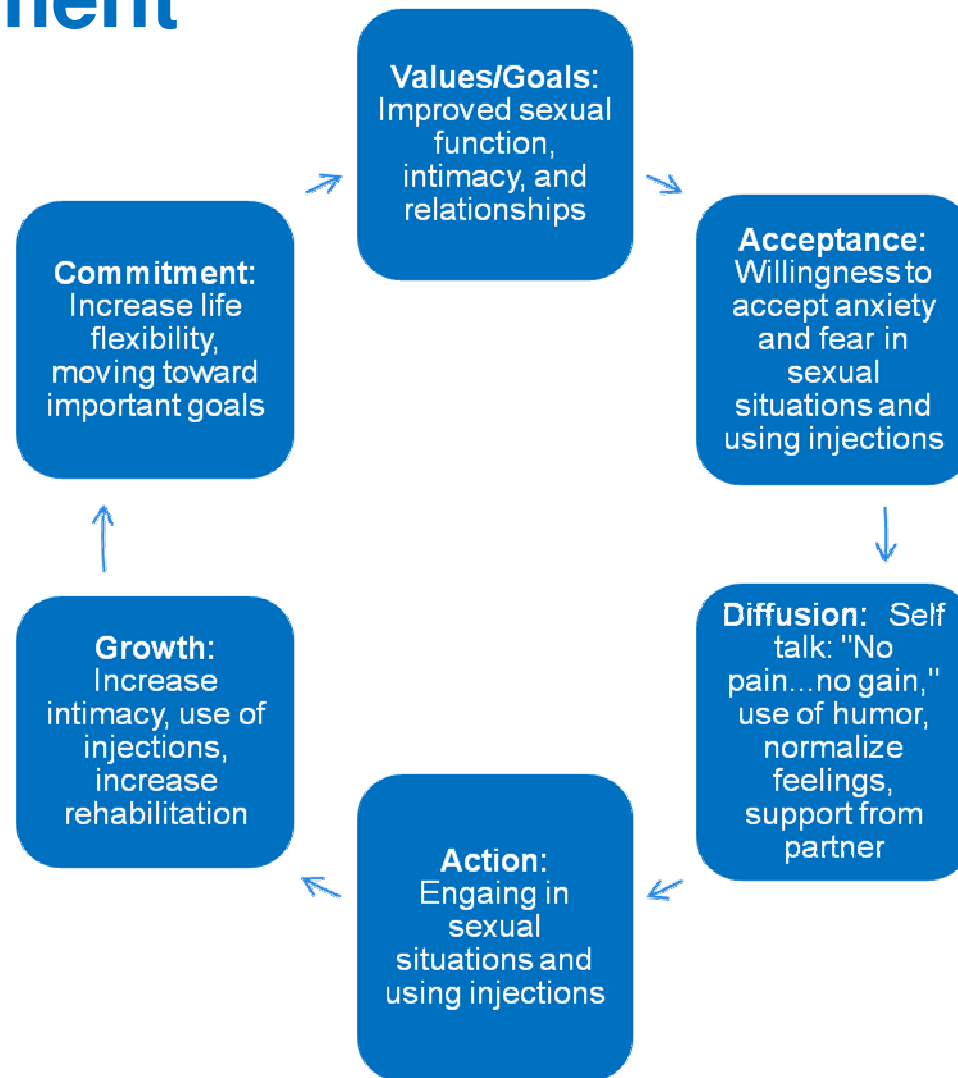 Values/Goals:
Improved sexual
function,
intimacy, and
relationships
Acceptance:
Willingness to
accept anxiety
and fear in
sexual
situations and
using injections
Diffusion: Self
talk: "No
pain...no gain,"
use of humor,
normalize
feelings,
support from
partner
Action:
Engaing in
sexual
situations and
using injections
Growth:
Increase
intimacy, use of
injections,
increase
rehabilitation
Commitment:
Increase life
flexibility,
moving toward
important goals